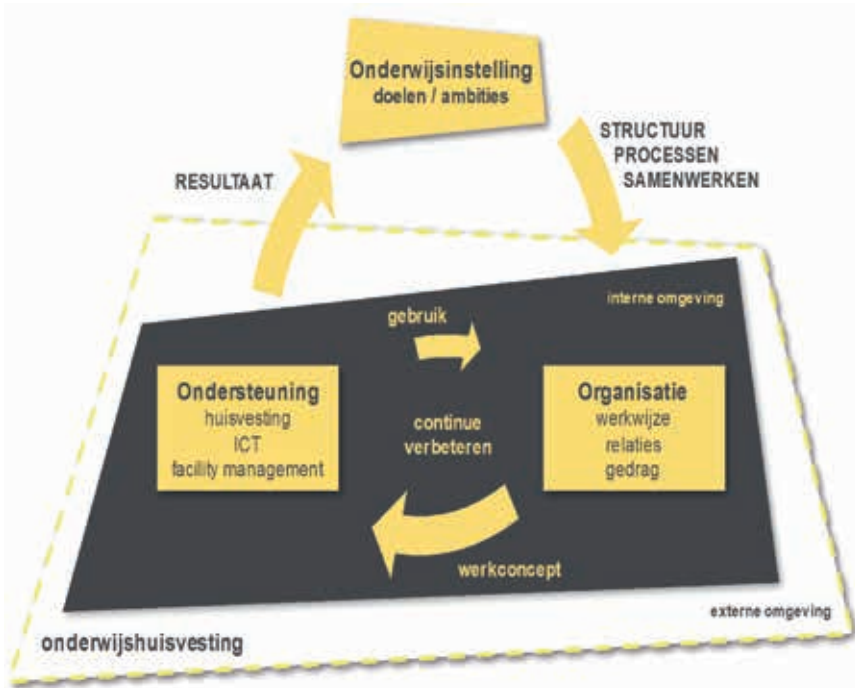 Onderwijsinstelling
doelen / ambities
STRUCTUUR
PROCESSEN
SAMENWERKEN
RESULTAAT
interne omgeving
gebruik
Ondersteuning
huisvesting
ICT
facility management
continue
verbeteren
Organisatie
werkwijze
relaties
gedrag
werkconcept
externe omgeving
onderwijshuisvesting